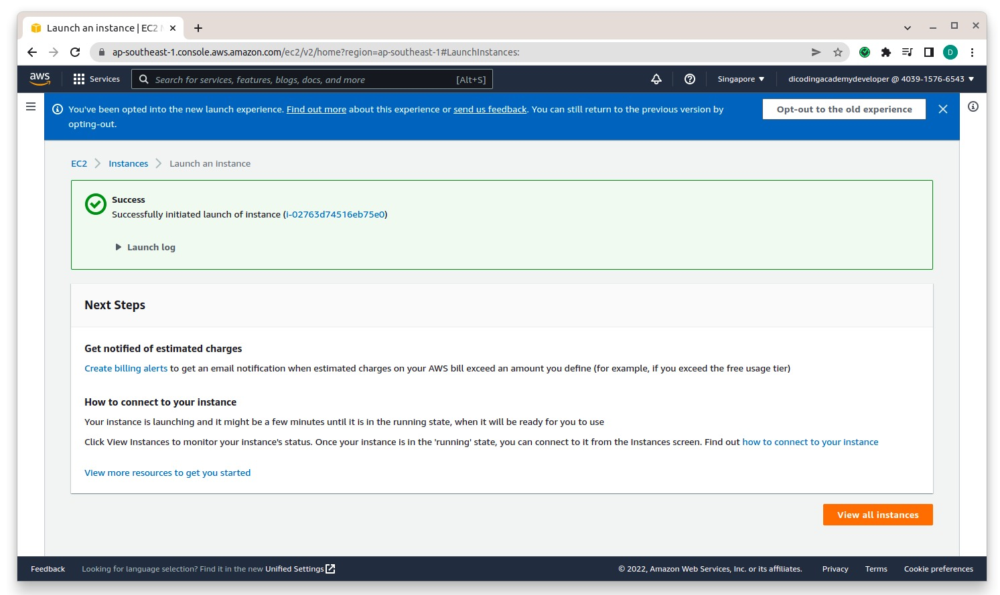 Launch an instance | EC2
ap-southeast-1.console.aws.amazon.com/ec2/v2/home?region=ap-southeast-1#LaunchInstances:
D
aws
Services
Search for services, features, blogs, docs, and more
[Alt+S]
Singapore
dicodingacademydeveloper @ 4039-1576-6543
You've been opted into the new launch experience. Find out more about this experience or send us feedback. You can still return to the previous version by
opting-out.
Opt-out to the old experience
EC2
Instances
Launch an instance
Success
Successfully initiated launch of instance (i-02763d74516eb75e0)
Launch log
Next Steps
Get notified of estimated charges
Create billing alerts to get an email notification when estimated charges on your AWS bill exceed an amount you define (for example, if you exceed the free usage tier)
How to connect to your instance
Your instance is launching and it might be a few minutes until it is in the running state, when it will be ready for you to use
Click View Instances to monitor your instance's status. Once your instance is in the 'running' state, you can connect to it from the Instances screen. Find out how to connect to your instance
View more resources to get you started
View all instances
Feedback
Looking for language selection? Find it in the new Unified Settings
© 2022, Amazon Web Services, Inc. or its affiliates.
Privacy
Terms
Cookie preferences